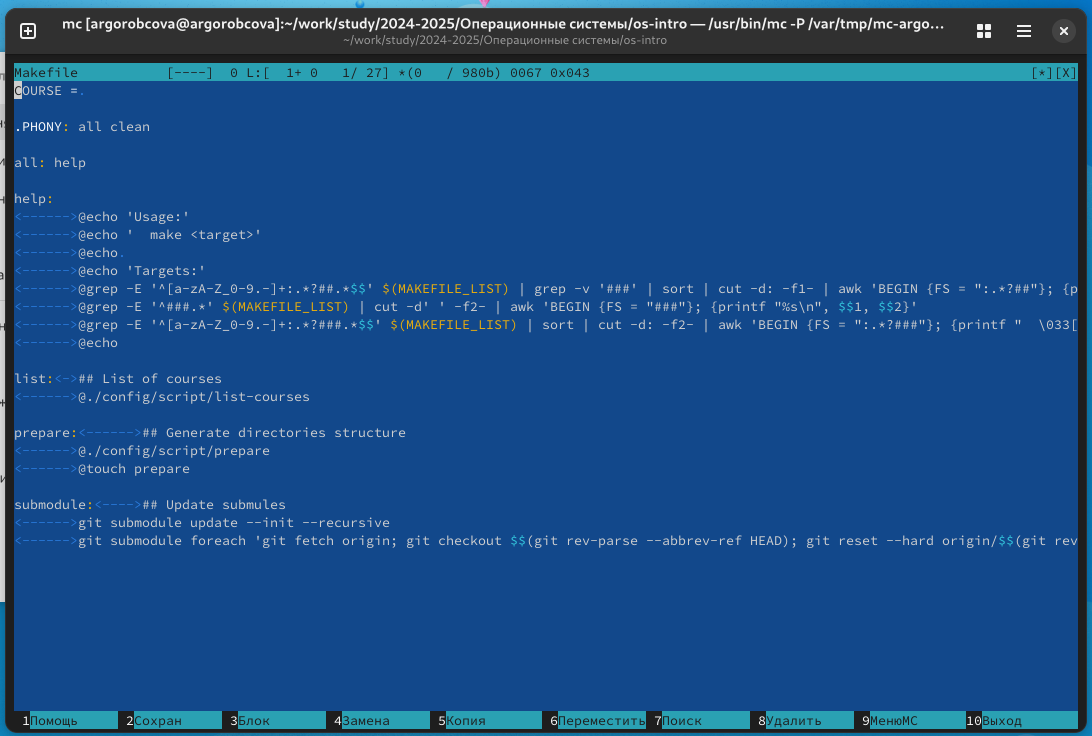 mc [argorobcova@argorobcova]:~/work/study/2024-2025/Операционные системы/os-intro — /usr/bin/mc -P /var/tmp/mc-argo...
~/work/study/2024-2025/Операционные системы/os-intro
Makefile [----] 0 L:[ 1+ 0 1/ 27] *(0 / 980b) 0067 0x043 [*][X]
COURSE =.
.PHONY: all clean
all: help
help:
<------>@echo 'Usage:'
<------>@echo '  make <target>'
<------>@echo.
<------>@echo 'Targets:'
<------>@grep -E '^[a-zA-Z_0-9.-]+:.*?##.*$$' $(MAKEFILE_LIST) | grep -v '###' | sort | cut -d: -f1- | awk 'BEGIN {FS = ":.*?##"}; {p
<------>@grep -E '^###.*' $(MAKEFILE_LIST) | cut -d' ' -f2- | awk 'BEGIN {FS = "###"}; {printf "%s\n", $$1, $$2}'
<------>@grep -E '^[a-zA-Z_0-9.-]+:.*?###.*$$' $(MAKEFILE_LIST) | sort | cut -d: -f2- | awk 'BEGIN {FS = ":.*?###"}; {printf "  \033[
<------>@echo
list:<->## List of courses
<------>@./config/script/list-courses
prepare:<------>## Generate directories structure
<------>@./config/script/prepare
<------>@touch prepare
submodule:<---->## Update submules
<------>git submodule update --init --recursive
<------>git submodule foreach 'git fetch origin; git checkout $$(git rev-parse --abbrev-ref HEAD); git reset --hard origin/$$(git rev
1Помощь 2Сохран 3Блок 4Замена 5Копия 6Переместить 7Поиск 8Удалить 9МенюMC 10Выход